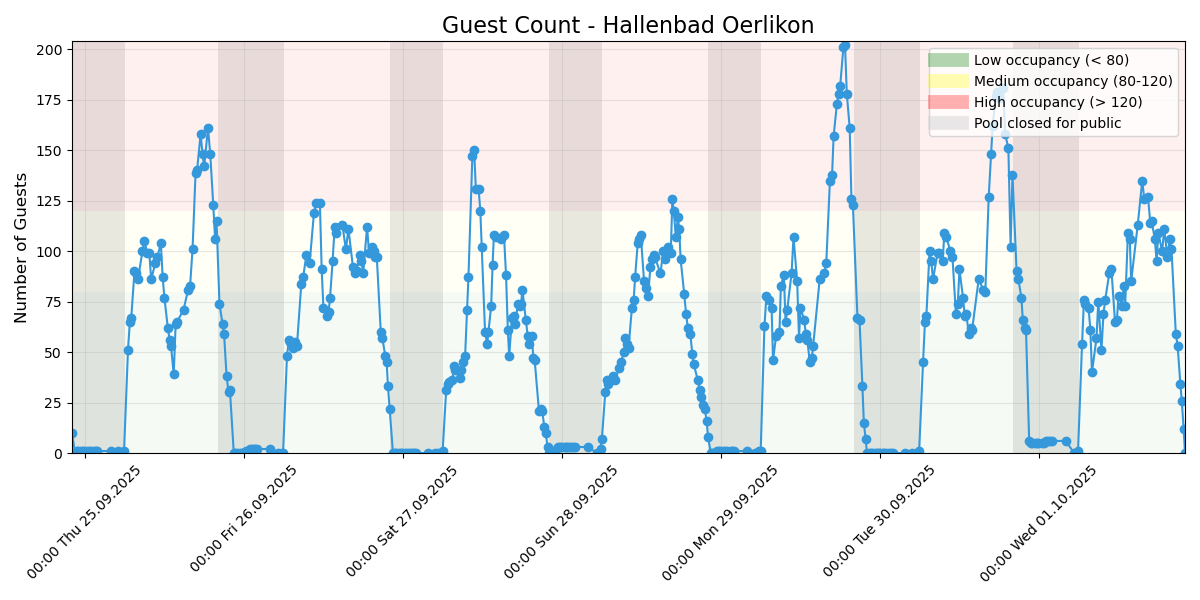 Guest Count - Hallenbad Oerlikon
Number of Guests
200
175
150
125
100
75
50
25
0
Low occupancy (< 80)
Medium occupancy (80-120)
High occupancy (> 120)
Pool closed for public
00:00 Thu 25.09.2025
00:00 Fri 26.09.2025
00:00 Sat 27.09.2025
00:00 Sun 28.09.2025
00:00 Mon 29.09.2025
00:00 Tue 30.09.2025
00:00 Wed 01.10.2025